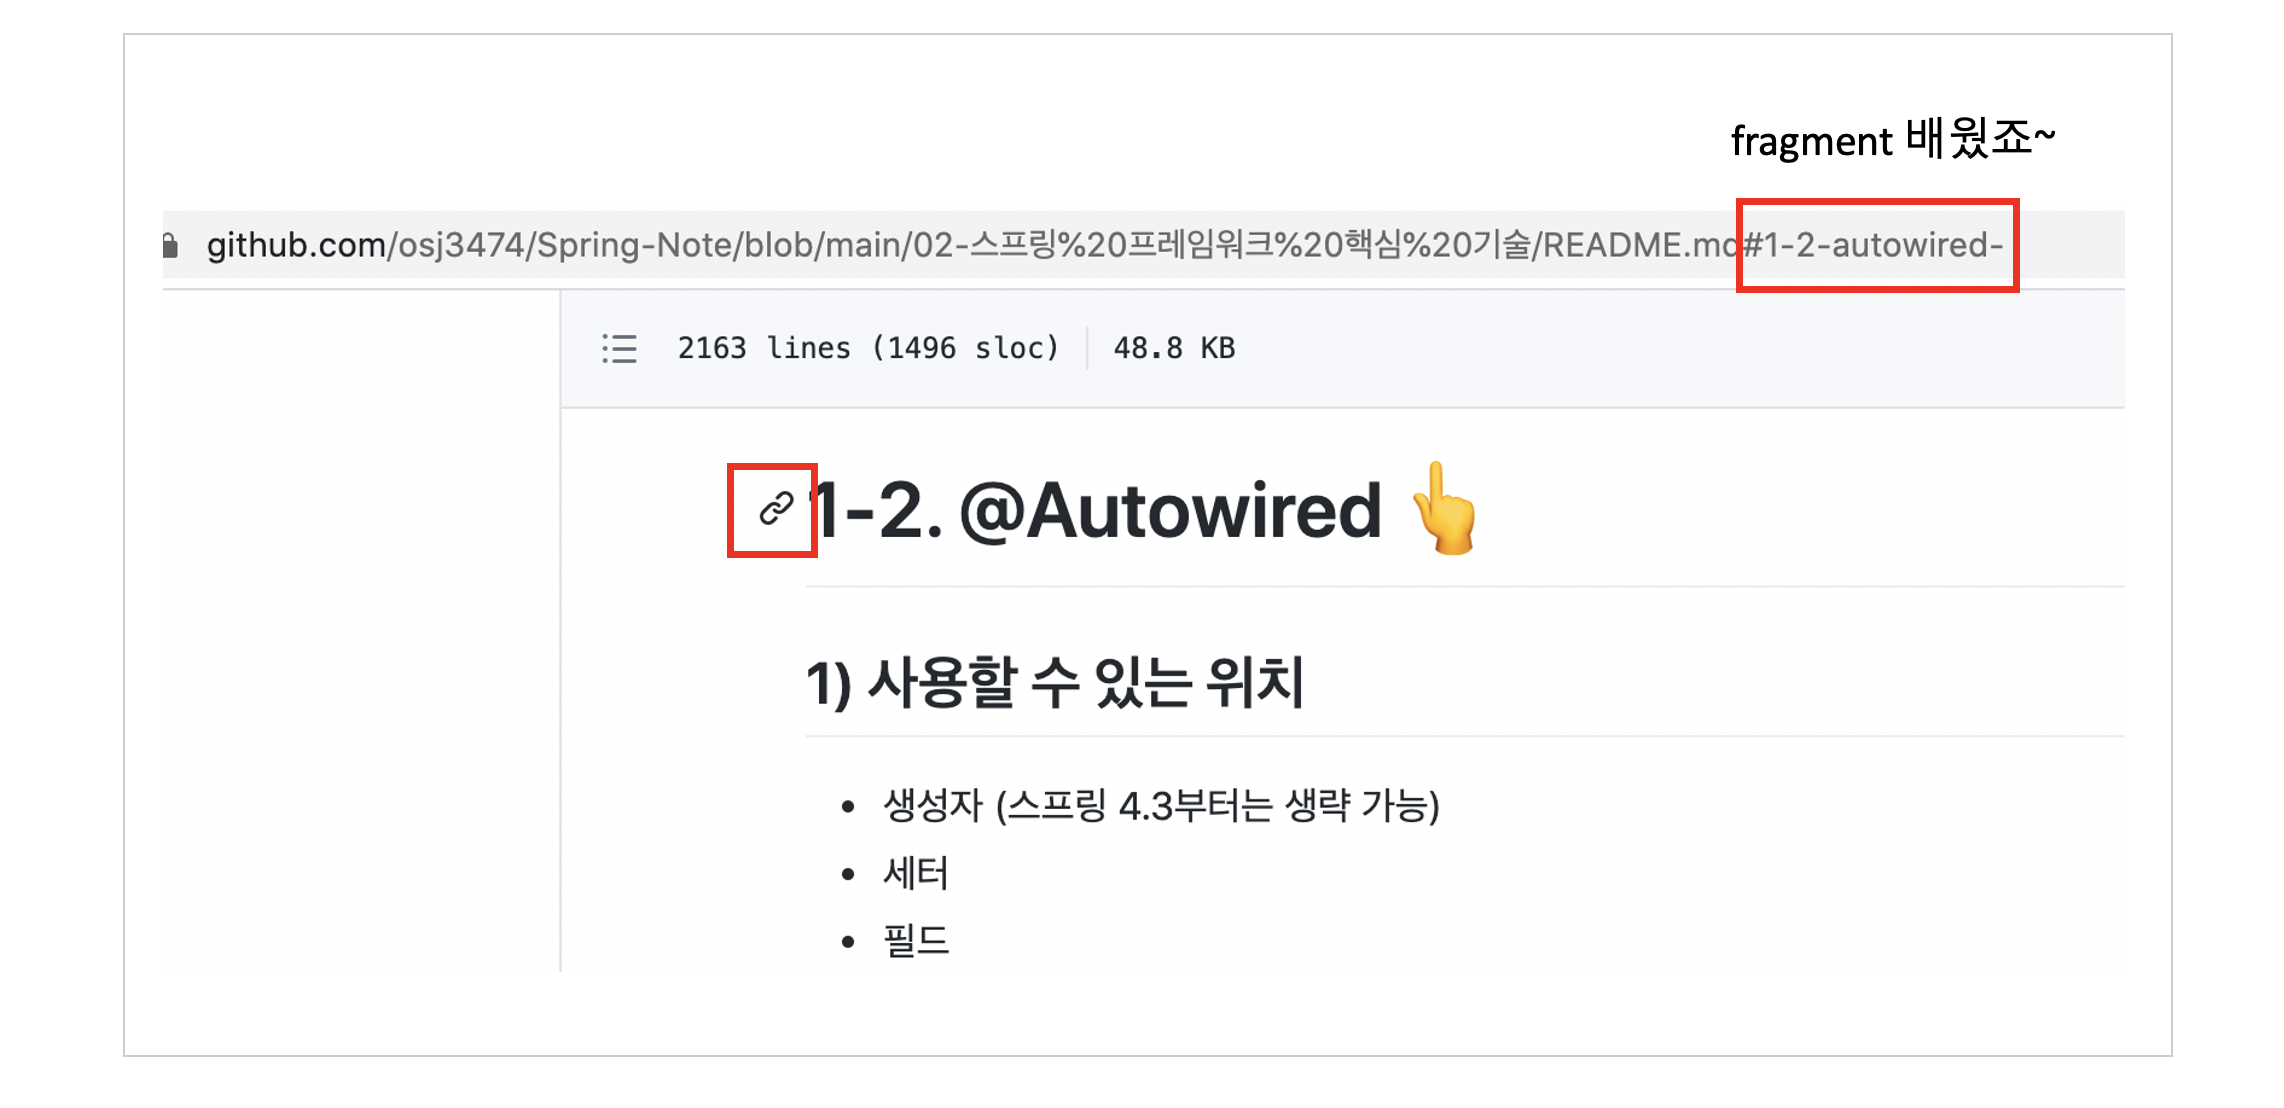 fragment 배웠죠~
github.com/osj3474/Spring-Note/blob/main/02-스프링%20프레임워크%20핵심%20기술/README.md#1-2-autowired-
2163 lines (1496 sloc) 48.8 KB
1-2. @Autowired 👆
1) 사용할 수 있는 위치
• 생성자 (스프링 4.3부터는 생략 가능)
• 세터
• 필드